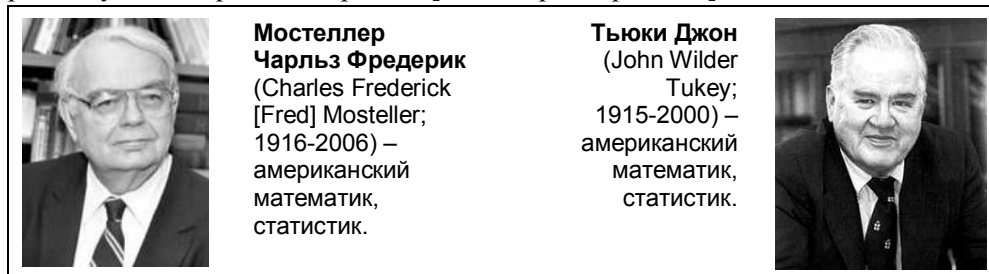 Мостеллер
Чарльз Фредерик
(Charles Frederick
[Fred] Mosteller;
1916-2006) –
американский
математик,
статистик.
Тьюки Джон
(John Wilder
Tukey;
1915-2000) –
американский
математик,
статистик.